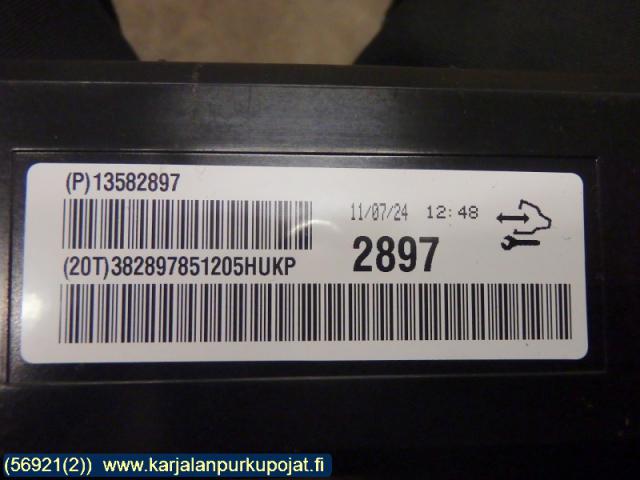 (P)13582897
11/07/24 12:48
2897
(20T)382897851205HUKP
(56921(2)) www.karjalanpurkupojat.fi